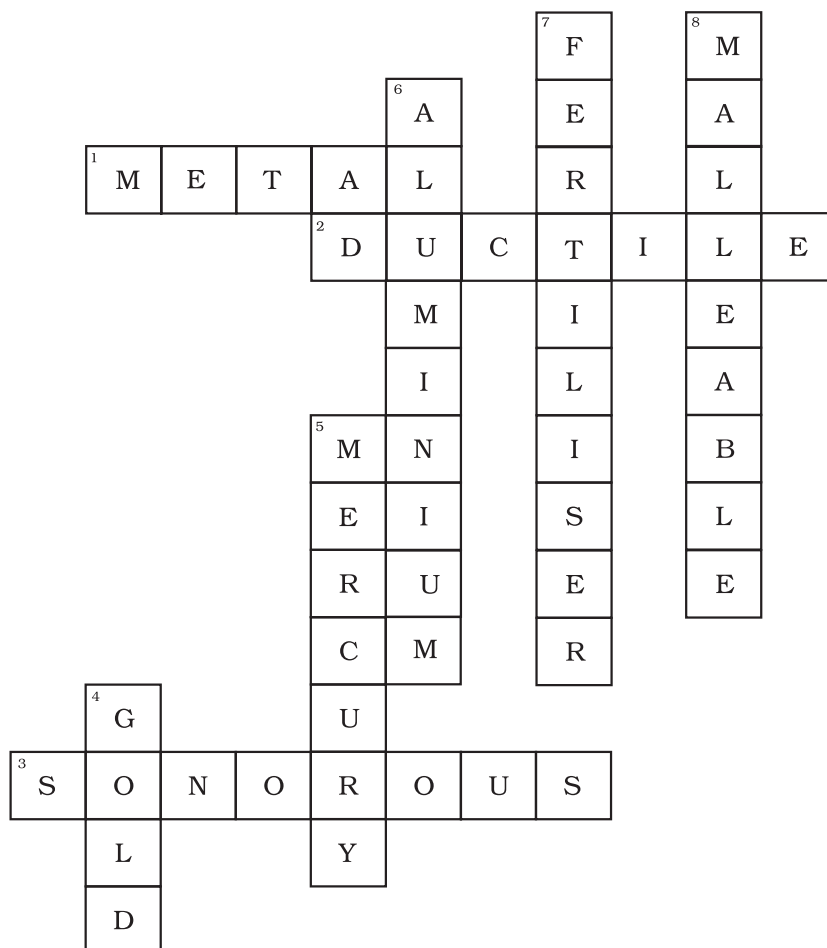 7 F 8 M
6 A E A
1 M E T A L R L
2 D U C T I L E
M I E
I L A
5 M N I B
E I S L
R U E E
C M R
4 G U
3 S O N O R O U S
L Y
D